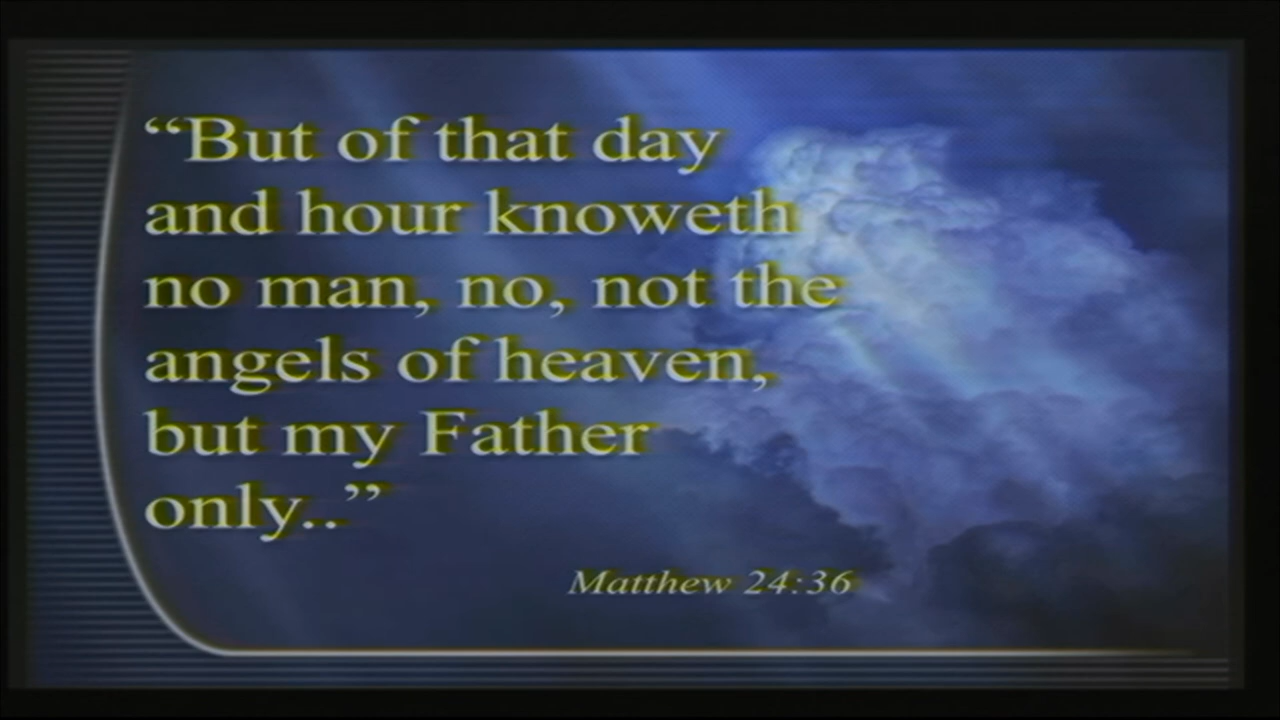 “But of that day
and hour knoweth
no man, no, not the
angels of heaven,
but my Father
only..”
Matthew 24:36